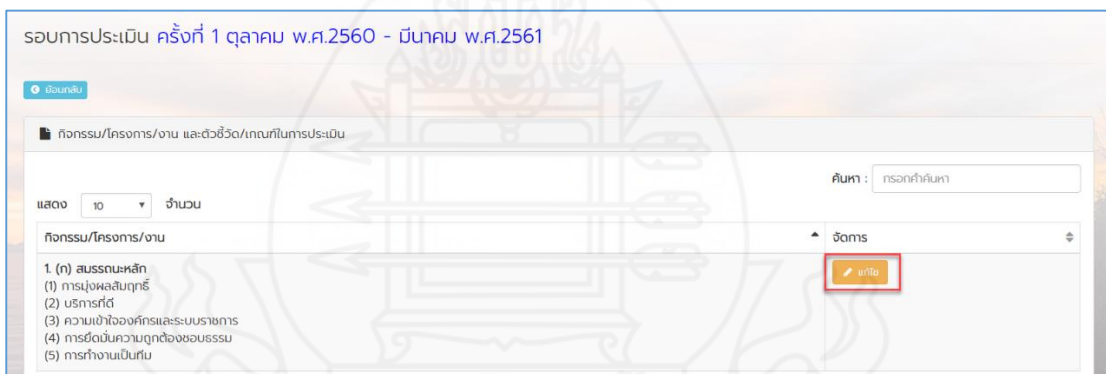 รอบการประเมิน ครั้งที่ 1 ตุลาคม พ.ศ.2560 - มีนาคม พ.ศ.2561
ย้อนกลับ
กิจกรรม/โครงการ/งาน และตัวชี้วัด/เกณฑ์ในการประเมิน
ค้นหา : กรอกคำค้นหา
แสดง 10 จำนวน
กิจกรรม/โครงการ/งาน จัดการ
1. (ก) สมรรถนะหลัก แก้ไข
(1) การมุ่งผลสัมฤทธิ์
(2) บริการที่ดี
(3) ความเข้าใจองค์กรและระบบราชการ
(4) การยึดมั่นความถูกต้องชอบธรรม
(5) การทำงานเป็นทีม